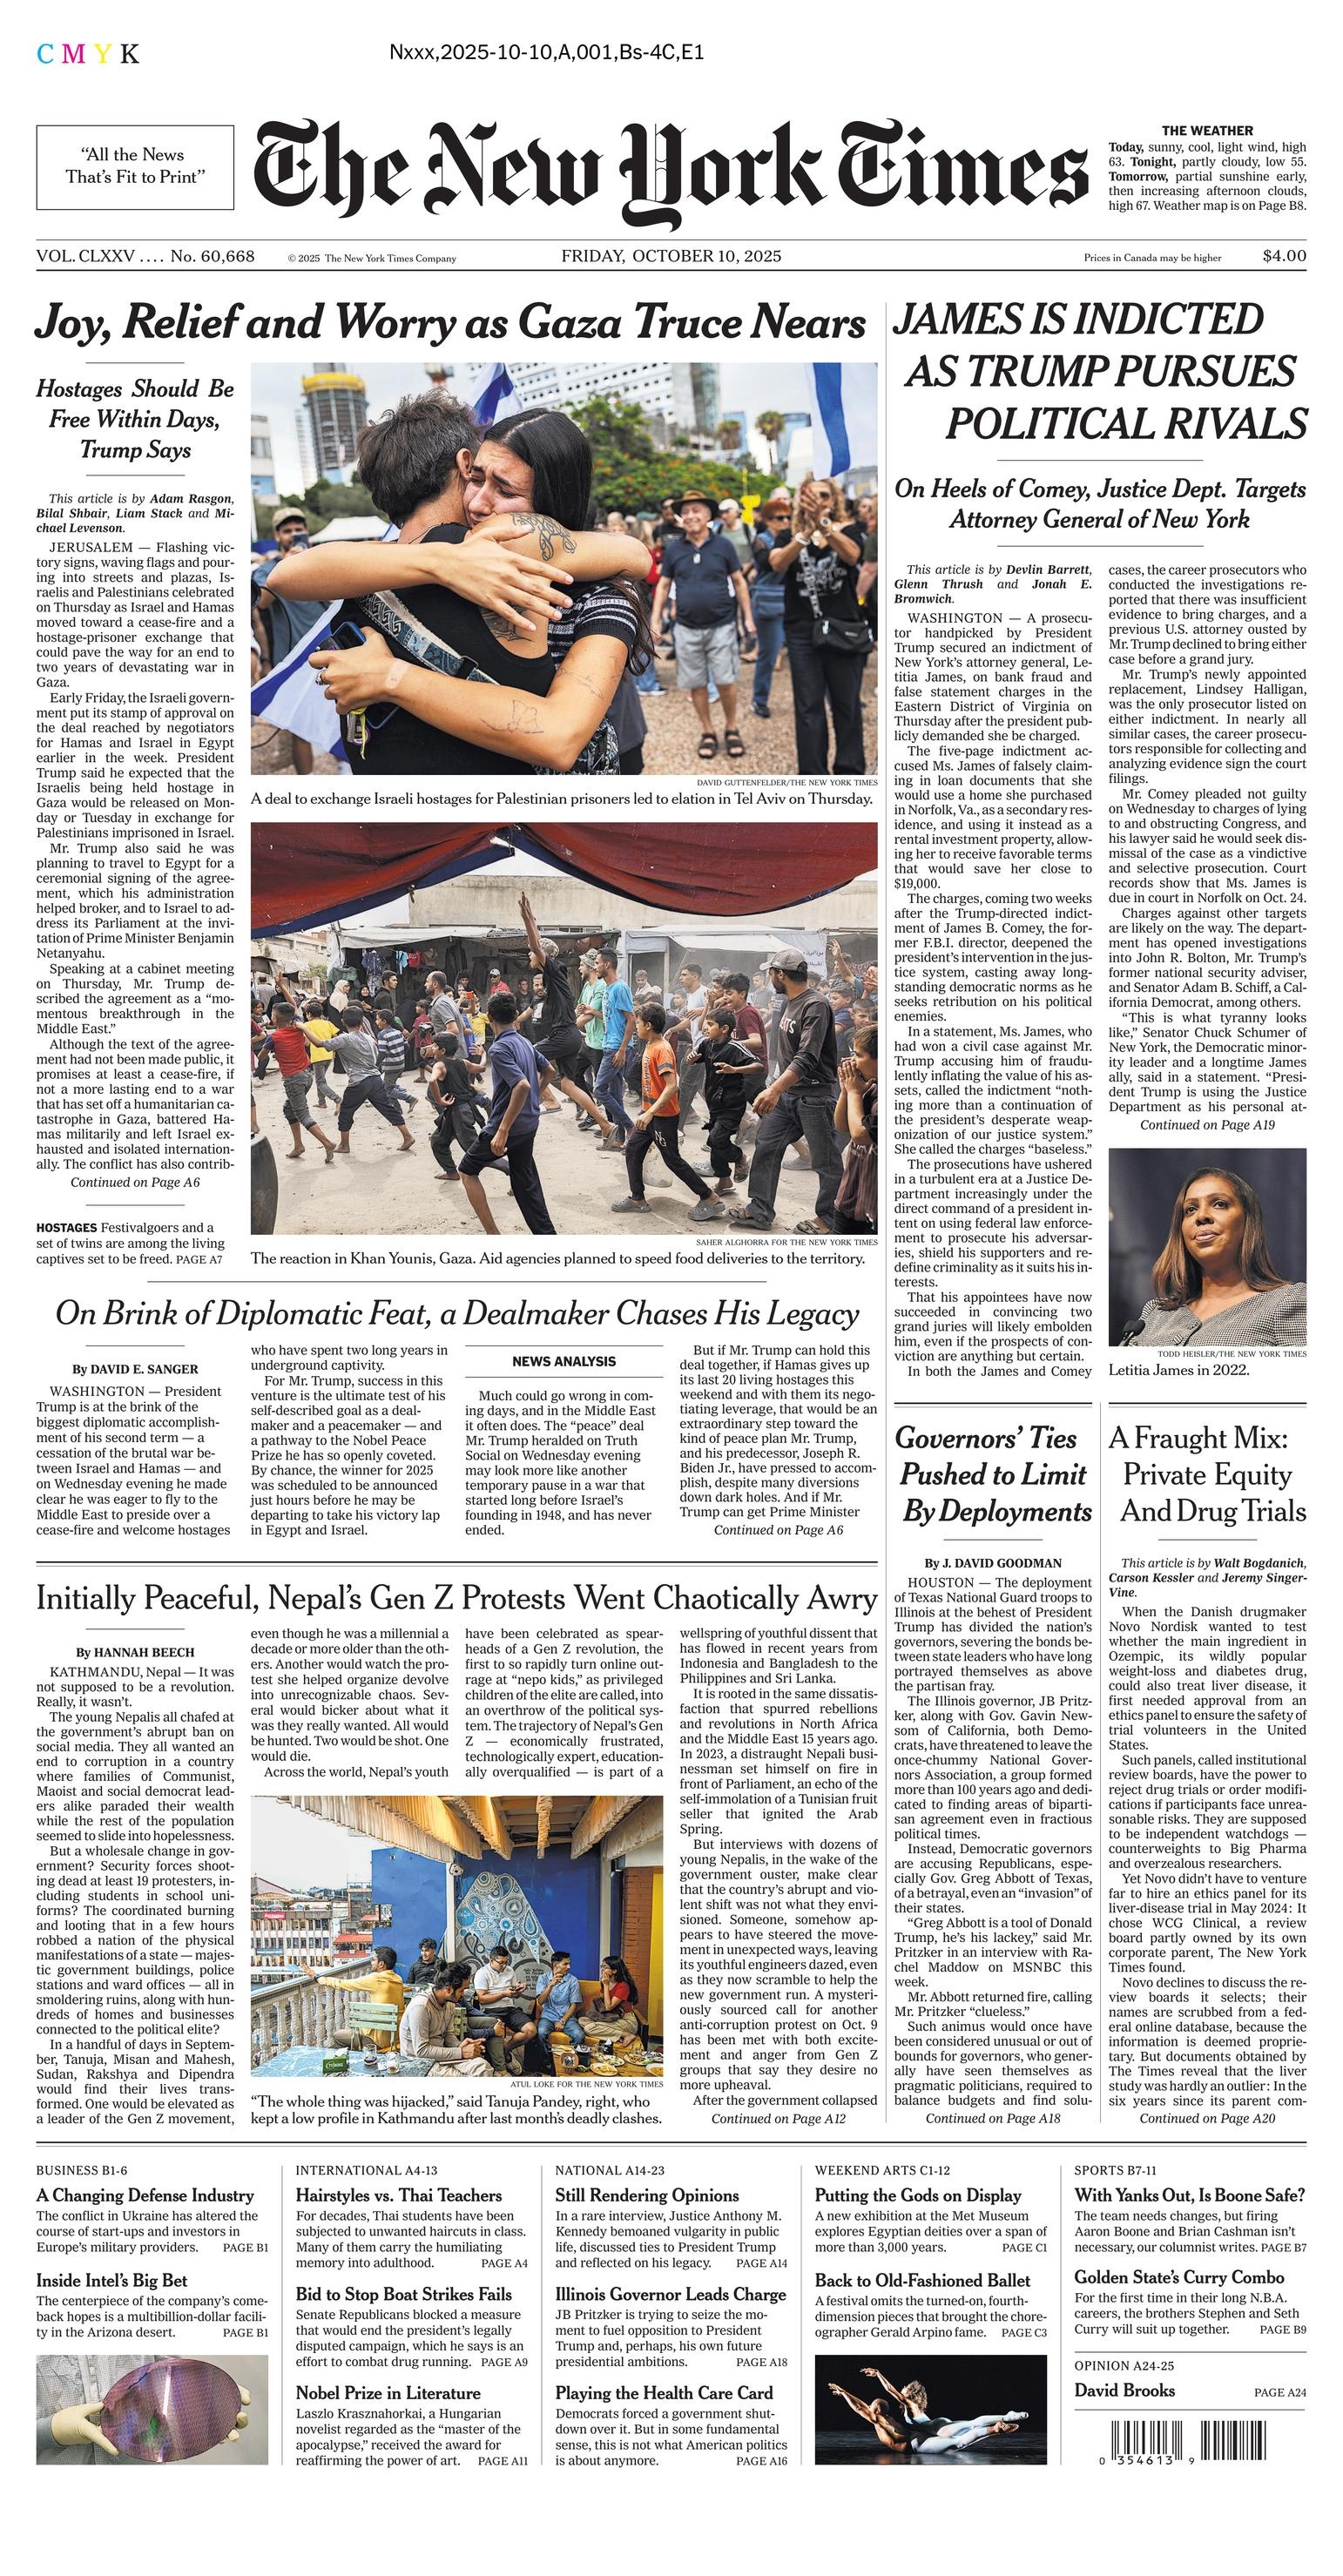 C M Y K
Nxxx,2025-10-10,A,001,Bs-4C,E1
“All the News
That’s Fit to Print”
The New York Times
THE WEATHER
Today, sunny, cool, light wind, high
63. Tonight, partly cloudy, low 55.
Tomorrow, partial sunshine early,
then increasing afternoon clouds,
high 67. Weather map is on Page B8.
VOL. CLXXV .... No. 60,668
© 2025 The New York Times Company
FRIDAY, OCTOBER 10, 2025
Prices in Canada may be higher
$4.00
Joy, Relief and Worry as Gaza Truce Nears
Hostages Should Be
Free Within Days,
Trump Says
This article is by Adam Rasgon,
Bilal Shbair, Liam Stack and Mi-
chael Levenson.
JERUSALEM — Flashing vic-
tory signs, waving flags and pour-
ing into streets and plazas, Is-
raelis and Palestinians celebrated
on Thursday as Israel and Hamas
moved toward a cease-fire and a
hostage-prisoner exchange that
could pave the way for an end to
two years of devastating war in
Gaza.
Early Friday, the Israeli govern-
ment put its stamp of approval on
the deal reached by negotiators
for Hamas and Israel in Egypt
earlier in the week. President
Trump said he expected that the
Israelis being held hostage in
Gaza would be released on Mon-
day or Tuesday in exchange for
Palestinians imprisoned in Israel.
Mr. Trump also said he was
planning to travel to Egypt for a
ceremonial signing of the agree-
ment, which his administration
helped broker, and to Israel to ad-
dress its Parliament at the invi-
tation of Prime Minister Benjamin
Netanyahu.
Speaking at a cabinet meeting
on Thursday, Mr. Trump de-
scribed the agreement as a “mo-
mentous breakthrough in the
Middle East.”
Although the text of the agree-
ment had not been made public, it
promises at least a cease-fire, if
not a more lasting end to a war
that has set off a humanitarian ca-
tastrophe in Gaza, battered Ha-
mas militarily and left Israel ex-
hausted and isolated internation-
ally. The conflict has also contrib-
Continued on Page A6
HOSTAGES Festivalgoers and a
set of twins are among the living
captives set to be freed. PAGE A7
DAVID GUTTENFELDER/THE NEW YORK TIMES
A deal to exchange Israeli hostages for Palestinian prisoners led to elation in Tel Aviv on Thursday.
SAHER ALGHORRA FOR THE NEW YORK TIMES
The reaction in Khan Younis, Gaza. Aid agencies planned to speed food deliveries to the territory.
JAMES IS INDICTED
AS TRUMP PURSUES
POLITICAL RIVALS
On Heels of Comey, Justice Dept. Targets
Attorney General of New York
This article is by Devlin Barrett,
Glenn Thrush and Jonah E.
Bromwich.
WASHINGTON — A prosecu-
tor handpicked by President
Trump secured an indictment of
New York’s attorney general, Le-
titia James, on bank fraud and
false statement charges in the
Eastern District of Virginia on
Thursday after the president pub-
licly demanded she be charged.
The five-page indictment ac-
cused Ms. James of falsely claim-
ing in loan documents that she
would use a home she purchased
in Norfolk, Va., as a secondary res-
idence, and using it instead as a
rental investment property, allow-
ing her to receive favorable terms
that would save her close to
$19,000.
The charges, coming two weeks
after the Trump-directed indict-
ment of James B. Comey, the for-
mer F.B.I. director, deepened the
president’s intervention in the jus-
tice system, casting away long-
standing democratic norms as he
seeks retribution on his political
enemies.
In a statement, Ms. James, who
had won a civil case against Mr.
Trump accusing him of fraudu-
lently inflating the value of his as-
sets, called the indictment “noth-
ing more than a continuation of
the president’s desperate weap-
onization of our justice system.”
She called the charges “baseless.”
The prosecutions have ushered
in a turbulent era at a Justice De-
partment increasingly under the
direct command of a president in-
tent on using federal law enforce-
ment to prosecute his adversar-
ies, shield his supporters and re-
define criminality as it suits his in-
terests.
That his appointees have now
succeeded in convincing two
grand juries will likely embolden
him, even if the prospects of con-
viction are anything but certain.
In both the James and Comey
cases, the career prosecutors who
conducted the investigations re-
ported that there was insufficient
evidence to bring charges, and a
previous U.S. attorney ousted by
Mr. Trump declined to bring either
case before a grand jury.
Mr. Trump’s newly appointed
replacement, Lindsey Halligan,
was the only prosecutor listed on
either indictment. In nearly all
similar cases, the career prosecu-
tors responsible for collecting and
analyzing evidence sign the court
filings.
Mr. Comey pleaded not guilty
on Wednesday to charges of lying
to and obstructing Congress, and
his lawyer said he would seek dis-
missal of the case as a vindictive
and selective prosecution. Court
records show that Ms. James is
due in court in Norfolk on Oct. 24.
Charges against other targets
are likely on the way. The depart-
ment has opened investigations
into John R. Bolton, Mr. Trump’s
former national security adviser,
and Senator Adam B. Schiff, a Cal-
ifornia Democrat, among others.
“This is what tyranny looks
like,” Senator Chuck Schumer of
New York, the Democratic minor-
ity leader and a longtime James
ally, said in a statement. “Presi-
dent Trump is using the Justice
Department as his personal at-
Continued on Page A19
TODD HEISLER/THE NEW YORK TIMES
Letitia James in 2022.
On Brink of Diplomatic Feat, a Dealmaker Chases His Legacy
By DAVID E. SANGER
WASHINGTON — President
Trump is at the brink of the
biggest diplomatic accomplish-
ment of his second term — a
cessation of the brutal war be-
tween Israel and Hamas — and
on Wednesday evening he made
clear he was eager to fly to the
Middle East to preside over a
cease-fire and welcome hostages
who have spent two long years in
underground captivity.
For Mr. Trump, success in this
venture is the ultimate test of his
self-described goal as a deal-
maker and a peacemaker — and
a pathway to the Nobel Peace
Prize he has so openly coveted.
By chance, the winner for 2025
was scheduled to be announced
just hours before he may be
departing to take his victory lap
in Egypt and Israel.
NEWS ANALYSIS
Much could go wrong in com-
ing days, and in the Middle East
it often does. The “peace” deal
Mr. Trump heralded on Truth
Social on Wednesday evening
may look more like another
temporary pause in a war that
started long before Israel’s
founding in 1948, and has never
ended.
But if Mr. Trump can hold this
deal together, if Hamas gives up
its last 20 living hostages this
weekend and with them its nego-
tiating leverage, that would be an
extraordinary step toward the
kind of peace plan Mr. Trump,
and his predecessor, Joseph R.
Biden Jr., have pressed to accom-
plish, despite many diversions
down dark holes. And if Mr.
Trump can get Prime Minister
Continued on Page A6
Initially Peaceful, Nepal’s Gen Z Protests Went Chaotically Awry
By HANNAH BEECH
KATHMANDU, Nepal — It was
not supposed to be a revolution.
Really, it wasn’t.
The young Nepalis all chafed at
the government’s abrupt ban on
social media. They all wanted an
end to corruption in a country
where families of Communist,
Maoist and social democrat lead-
ers alike paraded their wealth
while the rest of the population
seemed to slide into hopelessness.
But a wholesale change in gov-
ernment? Security forces shoot-
ing dead at least 19 protesters, in-
cluding students in school uni-
forms? The coordinated burning
and looting that in a few hours
robbed a nation of the physical
manifestations of a state — majes-
tic government buildings, police
stations and ward offices — all in
smoldering ruins, along with hun-
dreds of homes and businesses
connected to the political elite?
In a handful of days in Septem-
ber, Tanuja, Misan and Mahesh,
Sudan, Rakshya and Dipendra
would find their lives trans-
formed. One would be elevated as
a leader of the Gen Z movement,
even though he was a millennial a
decade or more older than the oth-
ers. Another would watch the pro-
test she helped organize devolve
into unrecognizable chaos. Sev-
eral would bicker about what it
was they really wanted. All would
be hunted. Two would be shot. One
would die.
Across the world, Nepal’s youth
have been celebrated as spear-
heads of a Gen Z revolution, the
first to so rapidly turn online out-
rage at “nepo kids,” as privileged
children of the elite are called, into
an overthrow of the political sys-
tem. The trajectory of Nepal’s Gen
Z — economically frustrated,
technologically expert, education-
ally overqualified — is part of a
wellspring of youthful dissent that
has flowed in recent years from
Indonesia and Bangladesh to the
Philippines and Sri Lanka.
It is rooted in the same dissatis-
faction that spurred rebellions
and revolutions in North Africa
and the Middle East 15 years ago.
In 2023, a distraught Nepali busi-
nessman set himself on fire in
front of Parliament, an echo of the
self-immolation of a Tunisian fruit
seller that ignited the Arab
Spring.
But interviews with dozens of
young Nepalis, in the wake of the
government ouster, make clear
that the country’s abrupt and vio-
lent shift was not what they envi-
sioned. Someone, somehow ap-
pears to have steered the move-
ment in unexpected ways, leaving
its youthful engineers dazed, even
as they now scramble to help the
new government run. A mysteri-
ously sourced call for another
anti-corruption protest on Oct. 9
has been met with both excite-
ment and anger from Gen Z
groups that say they desire no
more upheaval.
After the government collapsed
Continued on Page A12
ATUL LOKE FOR THE NEW YORK TIMES
“The whole thing was hijacked,” said Tanuja Pandey, right, who
kept a low profile in Kathmandu after last month’s deadly clashes.
Governors’ Ties
Pushed to Limit
By Deployments
By J. DAVID GOODMAN
HOUSTON — The deployment
of Texas National Guard troops to
Illinois at the behest of President
Trump has divided the nation’s
governors, severing the bonds be-
tween state leaders who have long
portrayed themselves as above
the partisan fray.
The Illinois governor, JB Pritz-
ker, along with Gov. Gavin New-
som of California, both Demo-
crats, have threatened to leave the
once-chummy National Gover-
nors Association, a group formed
more than 100 years ago and dedi-
cated to finding areas of biparti-
san agreement even in fractious
political times.
Instead, Democratic governors
are accusing Republicans, espe-
cially Gov. Greg Abbott of Texas,
of a betrayal, even an “invasion” of
their states.
“Greg Abbott is a tool of Donald
Trump, he’s his lackey,” said Mr.
Pritzker in an interview with Ra-
chel Maddow on MSNBC this
week.
Mr. Abbott returned fire, calling
Mr. Pritzker “clueless.”
Such animus would once have
been considered unusual or out of
bounds for governors, who gener-
ally have seen themselves as
pragmatic politicians, required to
balance budgets and find solu-
Continued on Page A18
A Fraught Mix:
Private Equity
And Drug Trials
This article is by Walt Bogdanich,
Carson Kessler and Jeremy Singer-
Vine.
When the Danish drugmaker
Novo Nordisk wanted to test
whether the main ingredient in
Ozempic, its wildly popular
weight-loss and diabetes drug,
could also treat liver disease, it
first needed approval from an
ethics panel to ensure the safety of
trial volunteers in the United
States.
Such panels, called institutional
review boards, have the power to
reject drug trials or order modifi-
cations if participants face unrea-
sonable risks. They are supposed
to be independent watchdogs —
counterweights to Big Pharma
and overzealous researchers.
Yet Novo didn’t have to venture
far to hire an ethics panel for its
liver-disease trial in May 2024: It
chose WCG Clinical, a review
board partly owned by its own
corporate parent, The New York
Times found.
Novo declines to discuss the re-
view boards it selects; their
names are scrubbed from a fed-
eral online database, because the
information is deemed proprie-
tary. But documents obtained by
The Times reveal that the liver
study was hardly an outlier: In the
six years since its parent com-
Continued on Page A20
BUSINESS B1-6
A Changing Defense Industry
The conflict in Ukraine has altered the
course of start-ups and investors in
Europe’s military providers. PAGE B1
Inside Intel’s Big Bet
The centerpiece of the company’s come-
back hopes is a multibillion-dollar facili-
ty in the Arizona desert. PAGE B1
INTERNATIONAL A4-13
Hairstyles vs. Thai Teachers
For decades, Thai students have been
subjected to unwanted haircuts in class.
Many of them carry the humiliating
memory into adulthood. PAGE A4
Bid to Stop Boat Strikes Fails
Senate Republicans blocked a measure
that would end the president’s legally
disputed campaign, which he says is an
effort to combat drug running. PAGE A9
Nobel Prize in Literature
Laszlo Krasznahorkai, a Hungarian
novelist regarded as the “master of the
apocalypse,” received the award for
reaffirming the power of art. PAGE A11
NATIONAL A14-23
Still Rendering Opinions
In a rare interview, Justice Anthony M.
Kennedy bemoaned vulgarity in public
life, discussed ties to President Trump
and reflected on his legacy. PAGE A14
Illinois Governor Leads Charge
JB Pritzker is trying to seize the mo-
ment to fuel opposition to President
Trump and, perhaps, his own future
presidential ambitions. PAGE A18
Playing the Health Care Card
Democrats forced a government shut-
down over it. But in some fundamental
sense, this is not what American politics
is about anymore. PAGE A16
WEEKEND ARTS C1-12
Putting the Gods on Display
A new exhibition at the Met Museum
explores Egyptian deities over a span of
more than 3,000 years. PAGE C1
Back to Old-Fashioned Ballet
A festival omits the turned-on, fourth-
dimension pieces that brought the chore-
ographer Gerald Arpino fame. PAGE C3
SPORTS B7-11
With Yanks Out, Is Boone Safe?
The team needs changes, but firing
Aaron Boone and Brian Cashman isn’t
necessary, our columnist writes. PAGE B7
Golden State’s Curry Combo
For the first time in their long N.B.A.
careers, the brothers Stephen and Seth
Curry will suit up together. PAGE B9
OPINION A24-25
David Brooks PAGE A24
0 354613 9